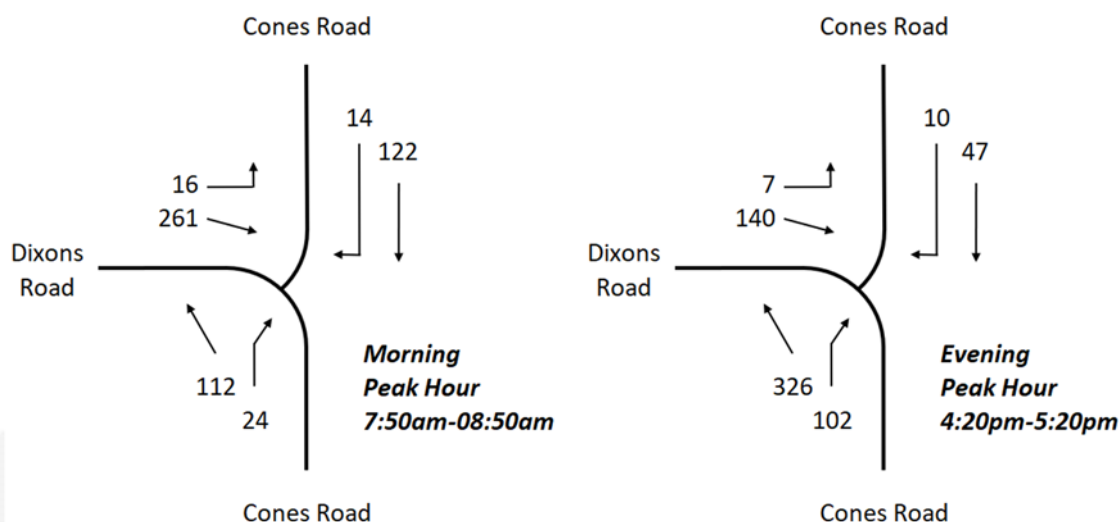 Cones Road
14
122
16
261
Dixons
Road
112
24
Morning
Peak Hour
7:50am-08:50am
Cones Road
Cones Road
10
47
7
140
Dixons
Road
326
102
Evening
Peak Hour
4:20pm-5:20pm
Cones Road